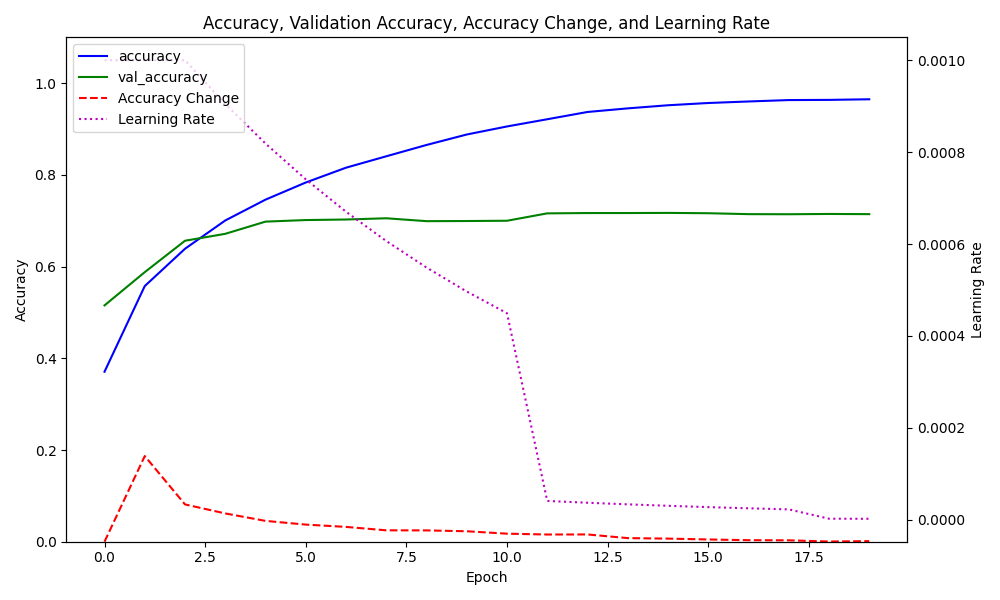 Accuracy, Validation Accuracy, Accuracy Change, and Learning Rate
accuracy
val_accuracy
Accuracy Change
Learning Rate
1.0
0.8
0.6
0.4
0.2
0.0
Accuracy
0.0010
0.0008
0.0006
0.0004
0.0002
0.0000
Learning Rate
0.0 2.5 5.0 7.5 10.0 12.5 15.0 17.5
Epoch